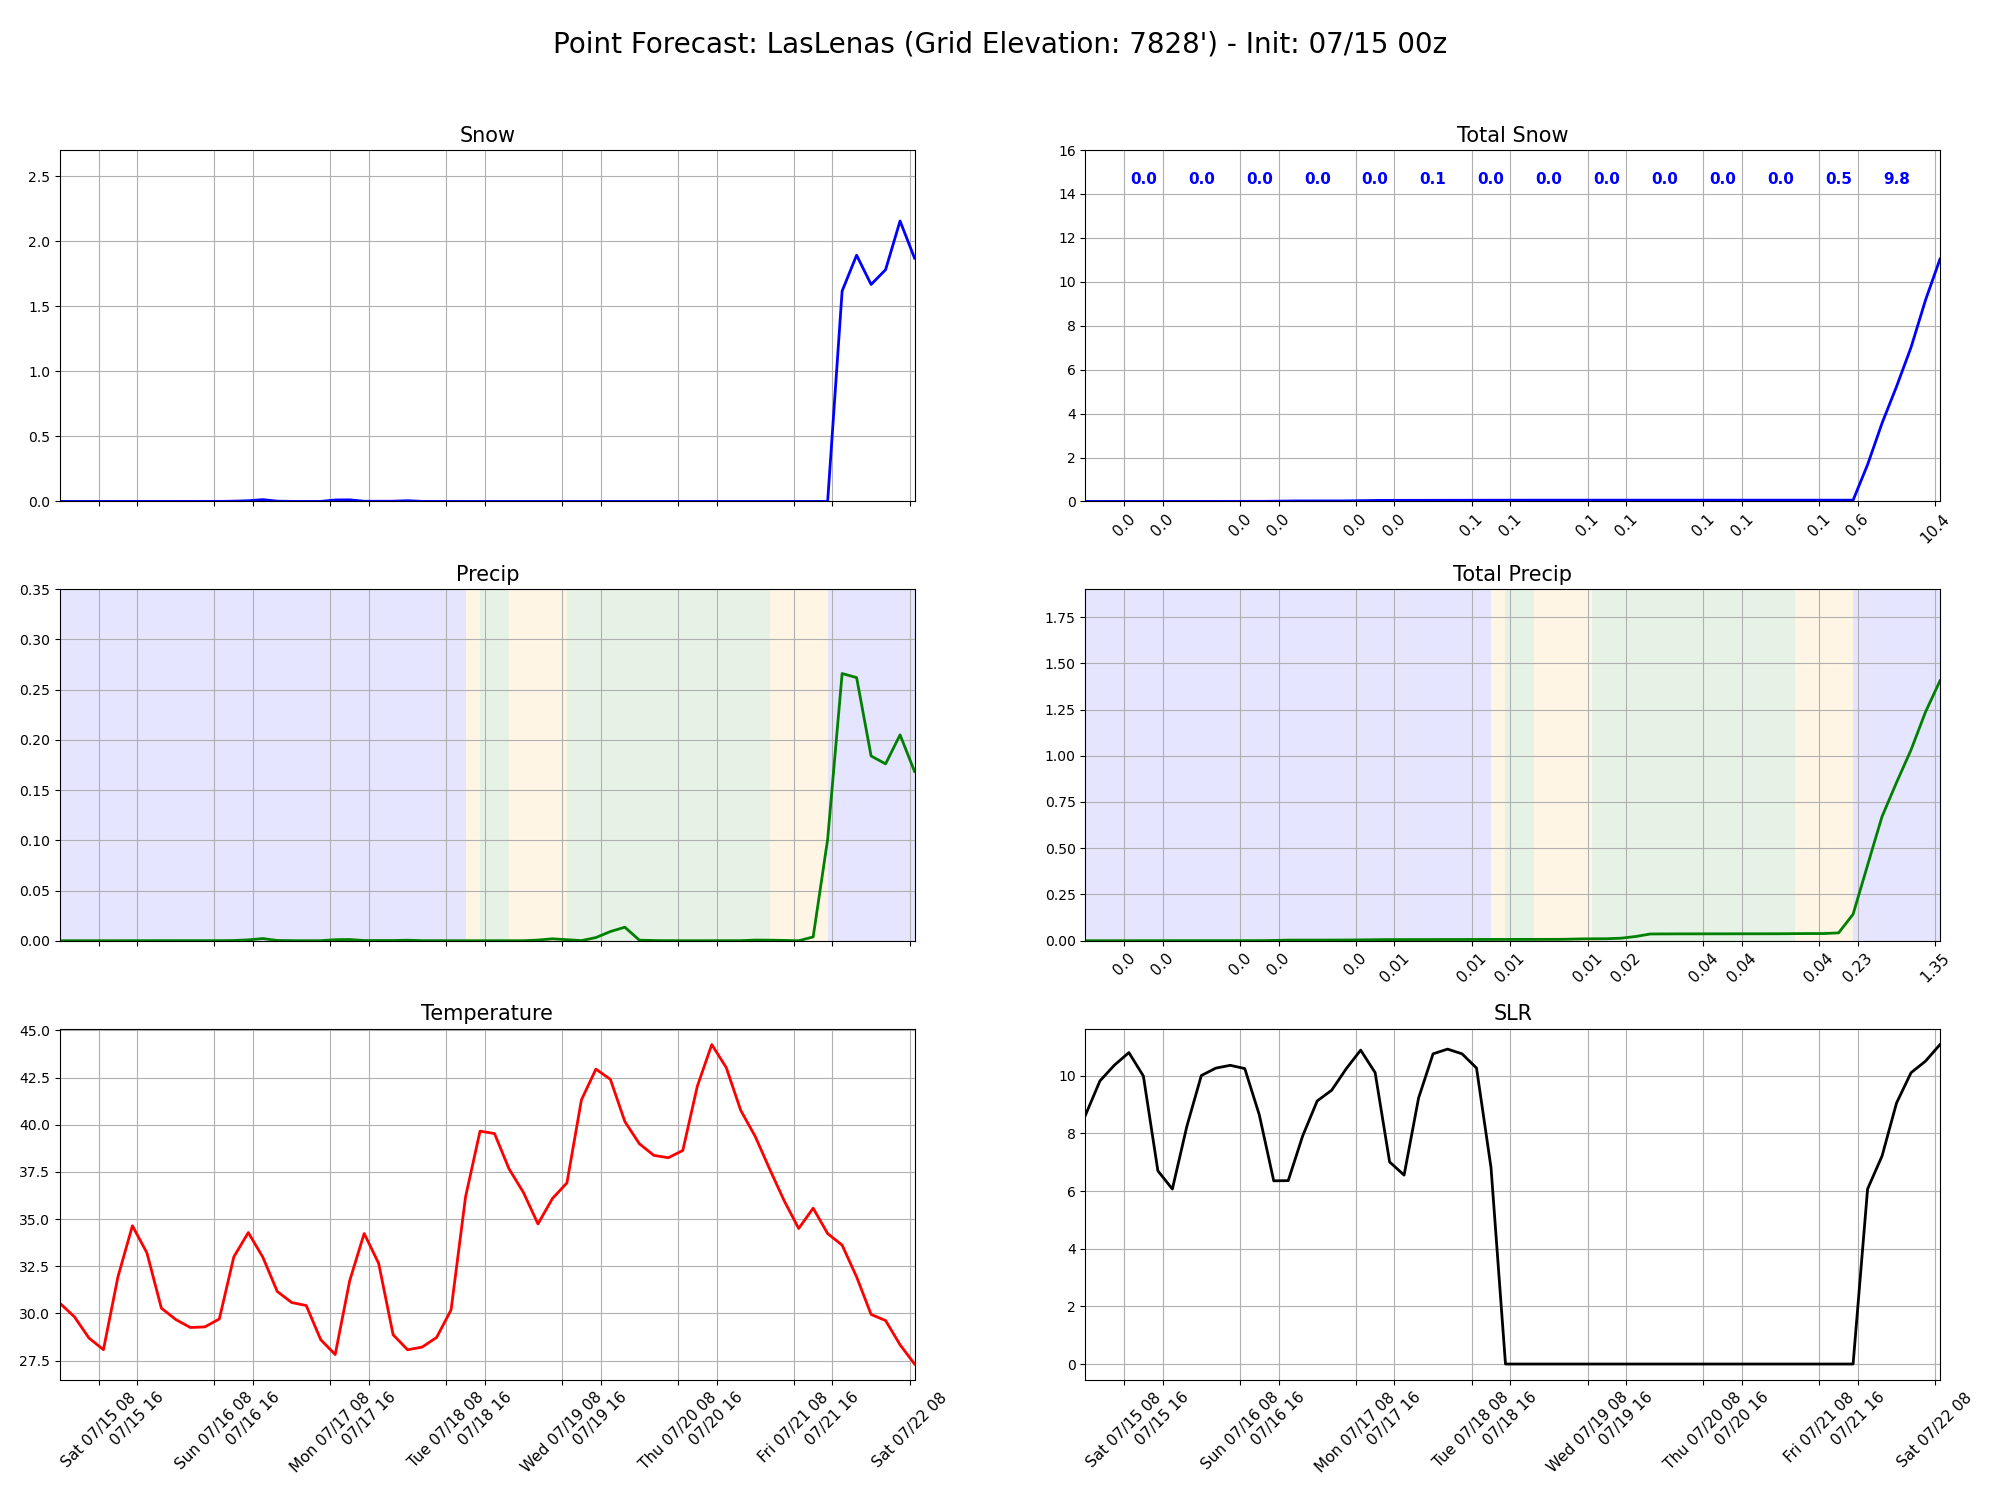 Point Forecast: LasLenas (Grid Elevation: 7828') - Init: 07/15 00z
Snow
2.5
2.0
1.5
1.0
0.5
0.0
Total Snow
16
14
12
10
8
6
4
2
0
0.0 0.0 0.0 0.0 0.0 0.1 0.0 0.0 0.0 0.0 0.0 0.0 0.5 9.8
0.0 0.0 0.0 0.0 0.0 0.0 0.1 0.1 0.1 0.1 0.1 0.1 0.1 0.6 10.4
Precip
0.35
0.30
0.25
0.20
0.15
0.10
0.05
0.00
Total Precip
1.75
1.50
1.25
1.00
0.75
0.50
0.25
0.00
0.0 0.0 0.0 0.0 0.0 0.01 0.01 0.01 0.01 0.02 0.04 0.04 0.04 0.23 1.35
Temperature
45.0
42.5
40.0
37.5
35.0
32.5
30.0
27.5
Sat 07/15 08
07/15 16
Sun 07/16 08
07/16 16
Mon 07/17 08
07/17 16
Tue 07/18 08
07/18 16
Wed 07/19 08
07/19 16
Thu 07/20 08
07/20 16
Fri 07/21 08
07/21 16
Sat 07/22 08
SLR
10
8
6
4
2
0
Sat 07/15 08
07/15 16
Sun 07/16 08
07/16 16
Mon 07/17 08
07/17 16
Tue 07/18 08
07/18 16
Wed 07/19 08
07/19 16
Thu 07/20 08
07/20 16
Fri 07/21 08
07/21 16
Sat 07/22 08